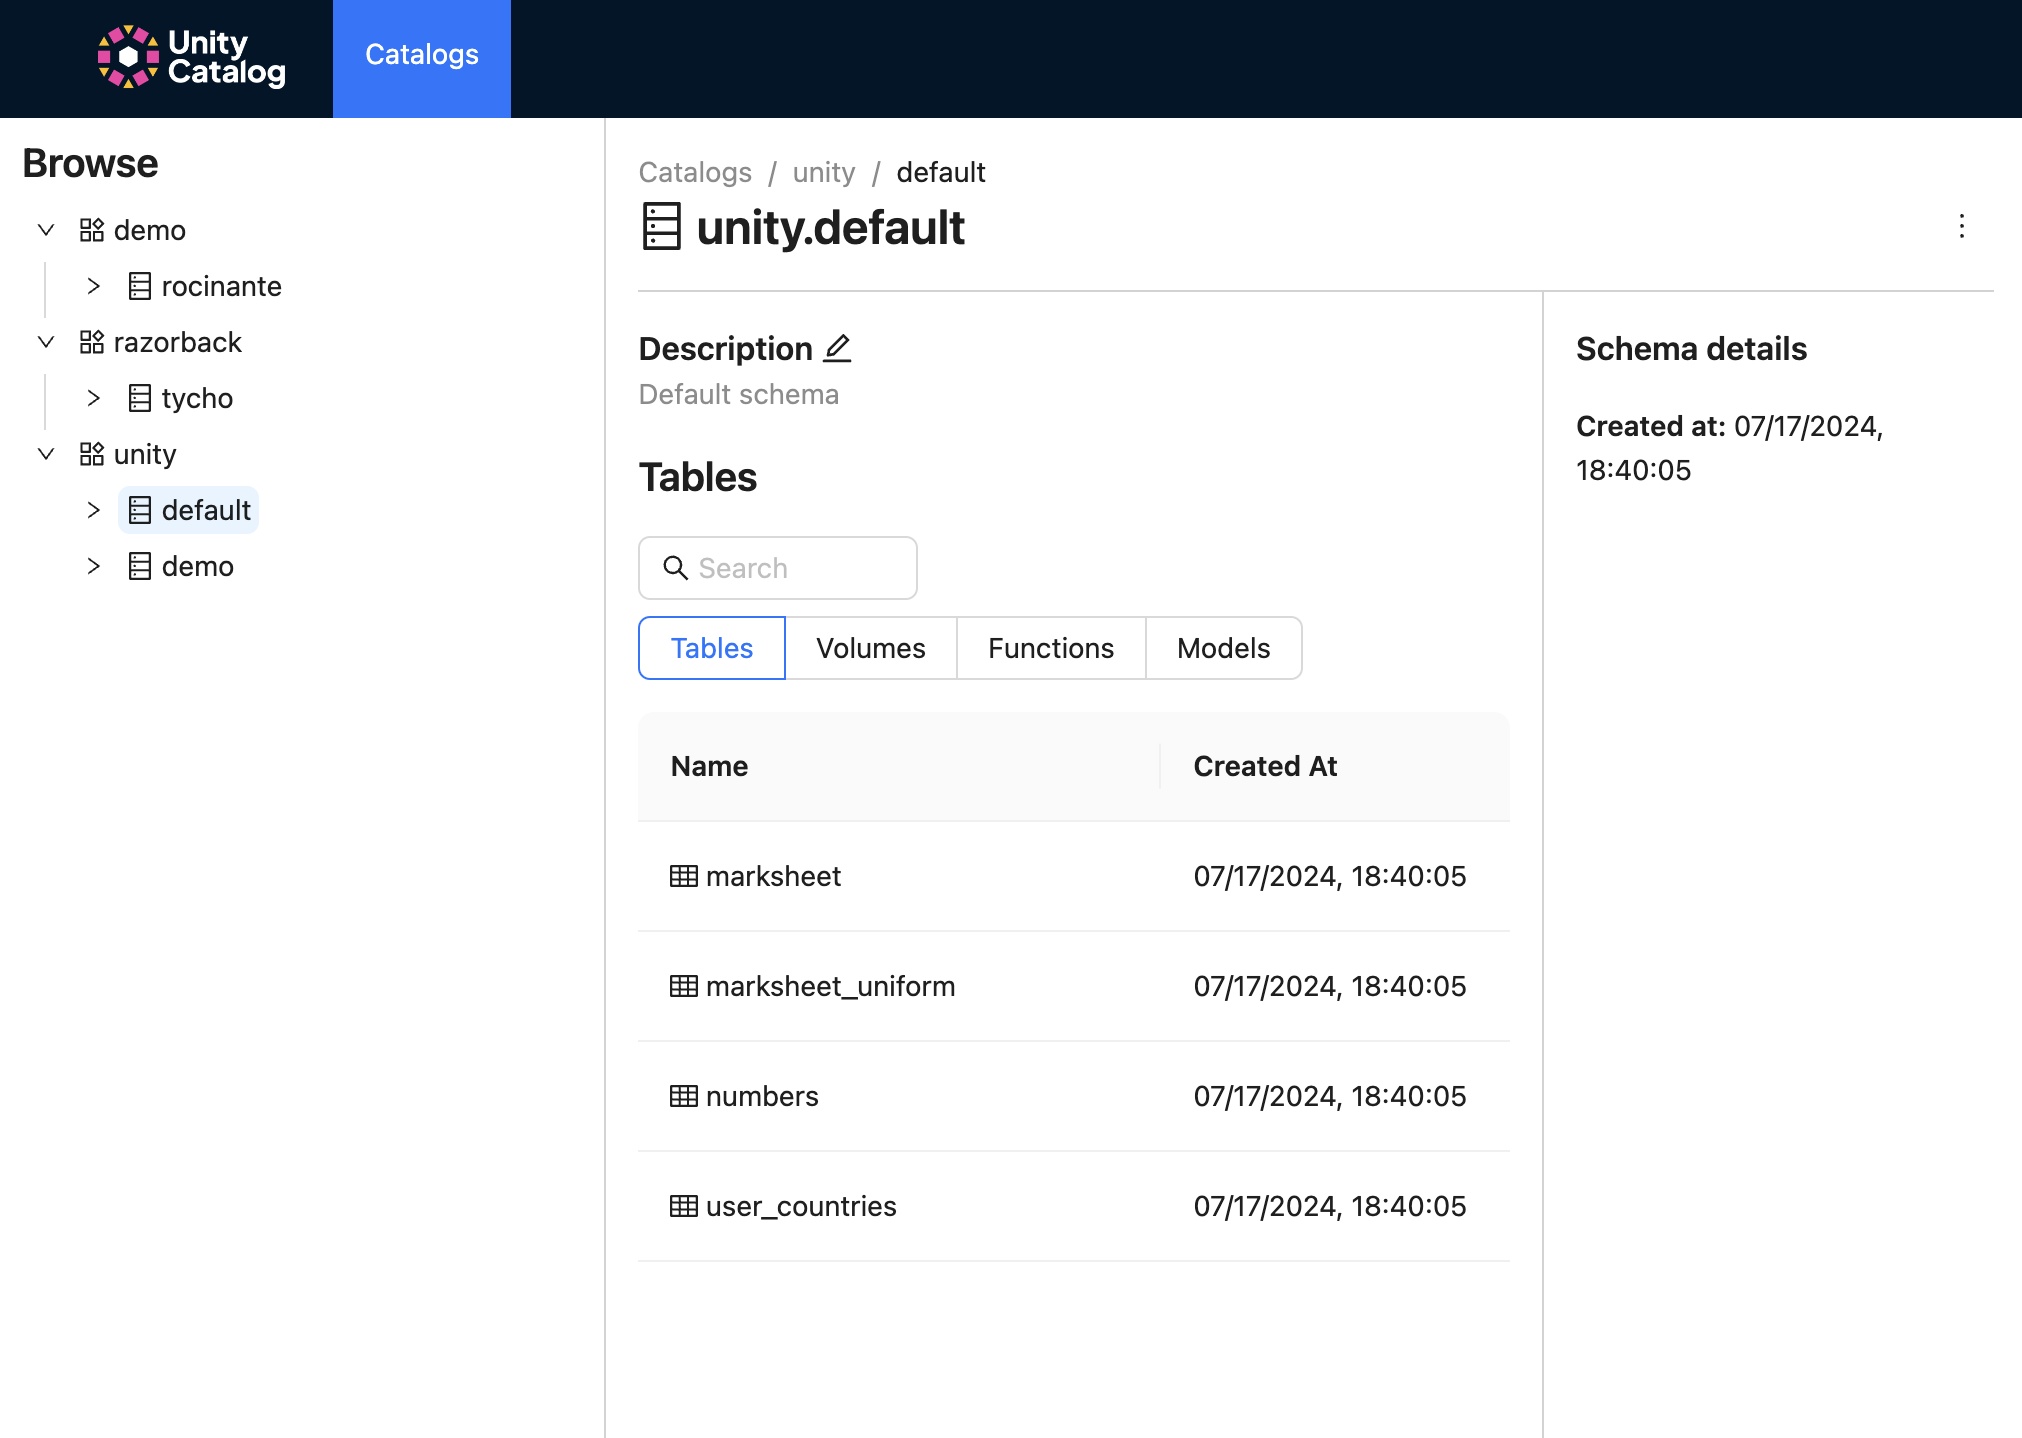 Unity
Catalog
Catalogs
Browse
demo
rocinante
razorback
tycho
unity
default
demo
Catalogs / unity / default
unity.default
Description
Default schema
Tables
Search
Tables Volumes Functions Models
Name Created At
marksheet 07/17/2024, 18:40:05
marksheet_uniform 07/17/2024, 18:40:05
numbers 07/17/2024, 18:40:05
user_countries 07/17/2024, 18:40:05
Schema details
Created at: 07/17/2024,
18:40:05